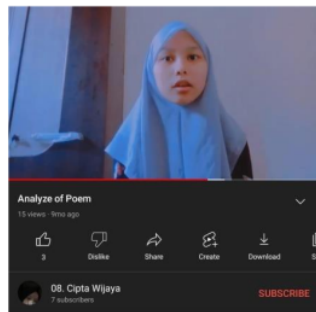 Analyze of Poem
15 views · 9mo ago
3 Dislike Share Create Download
08. Cipta Wijaya
7 subscribers
SUBSCRIBE